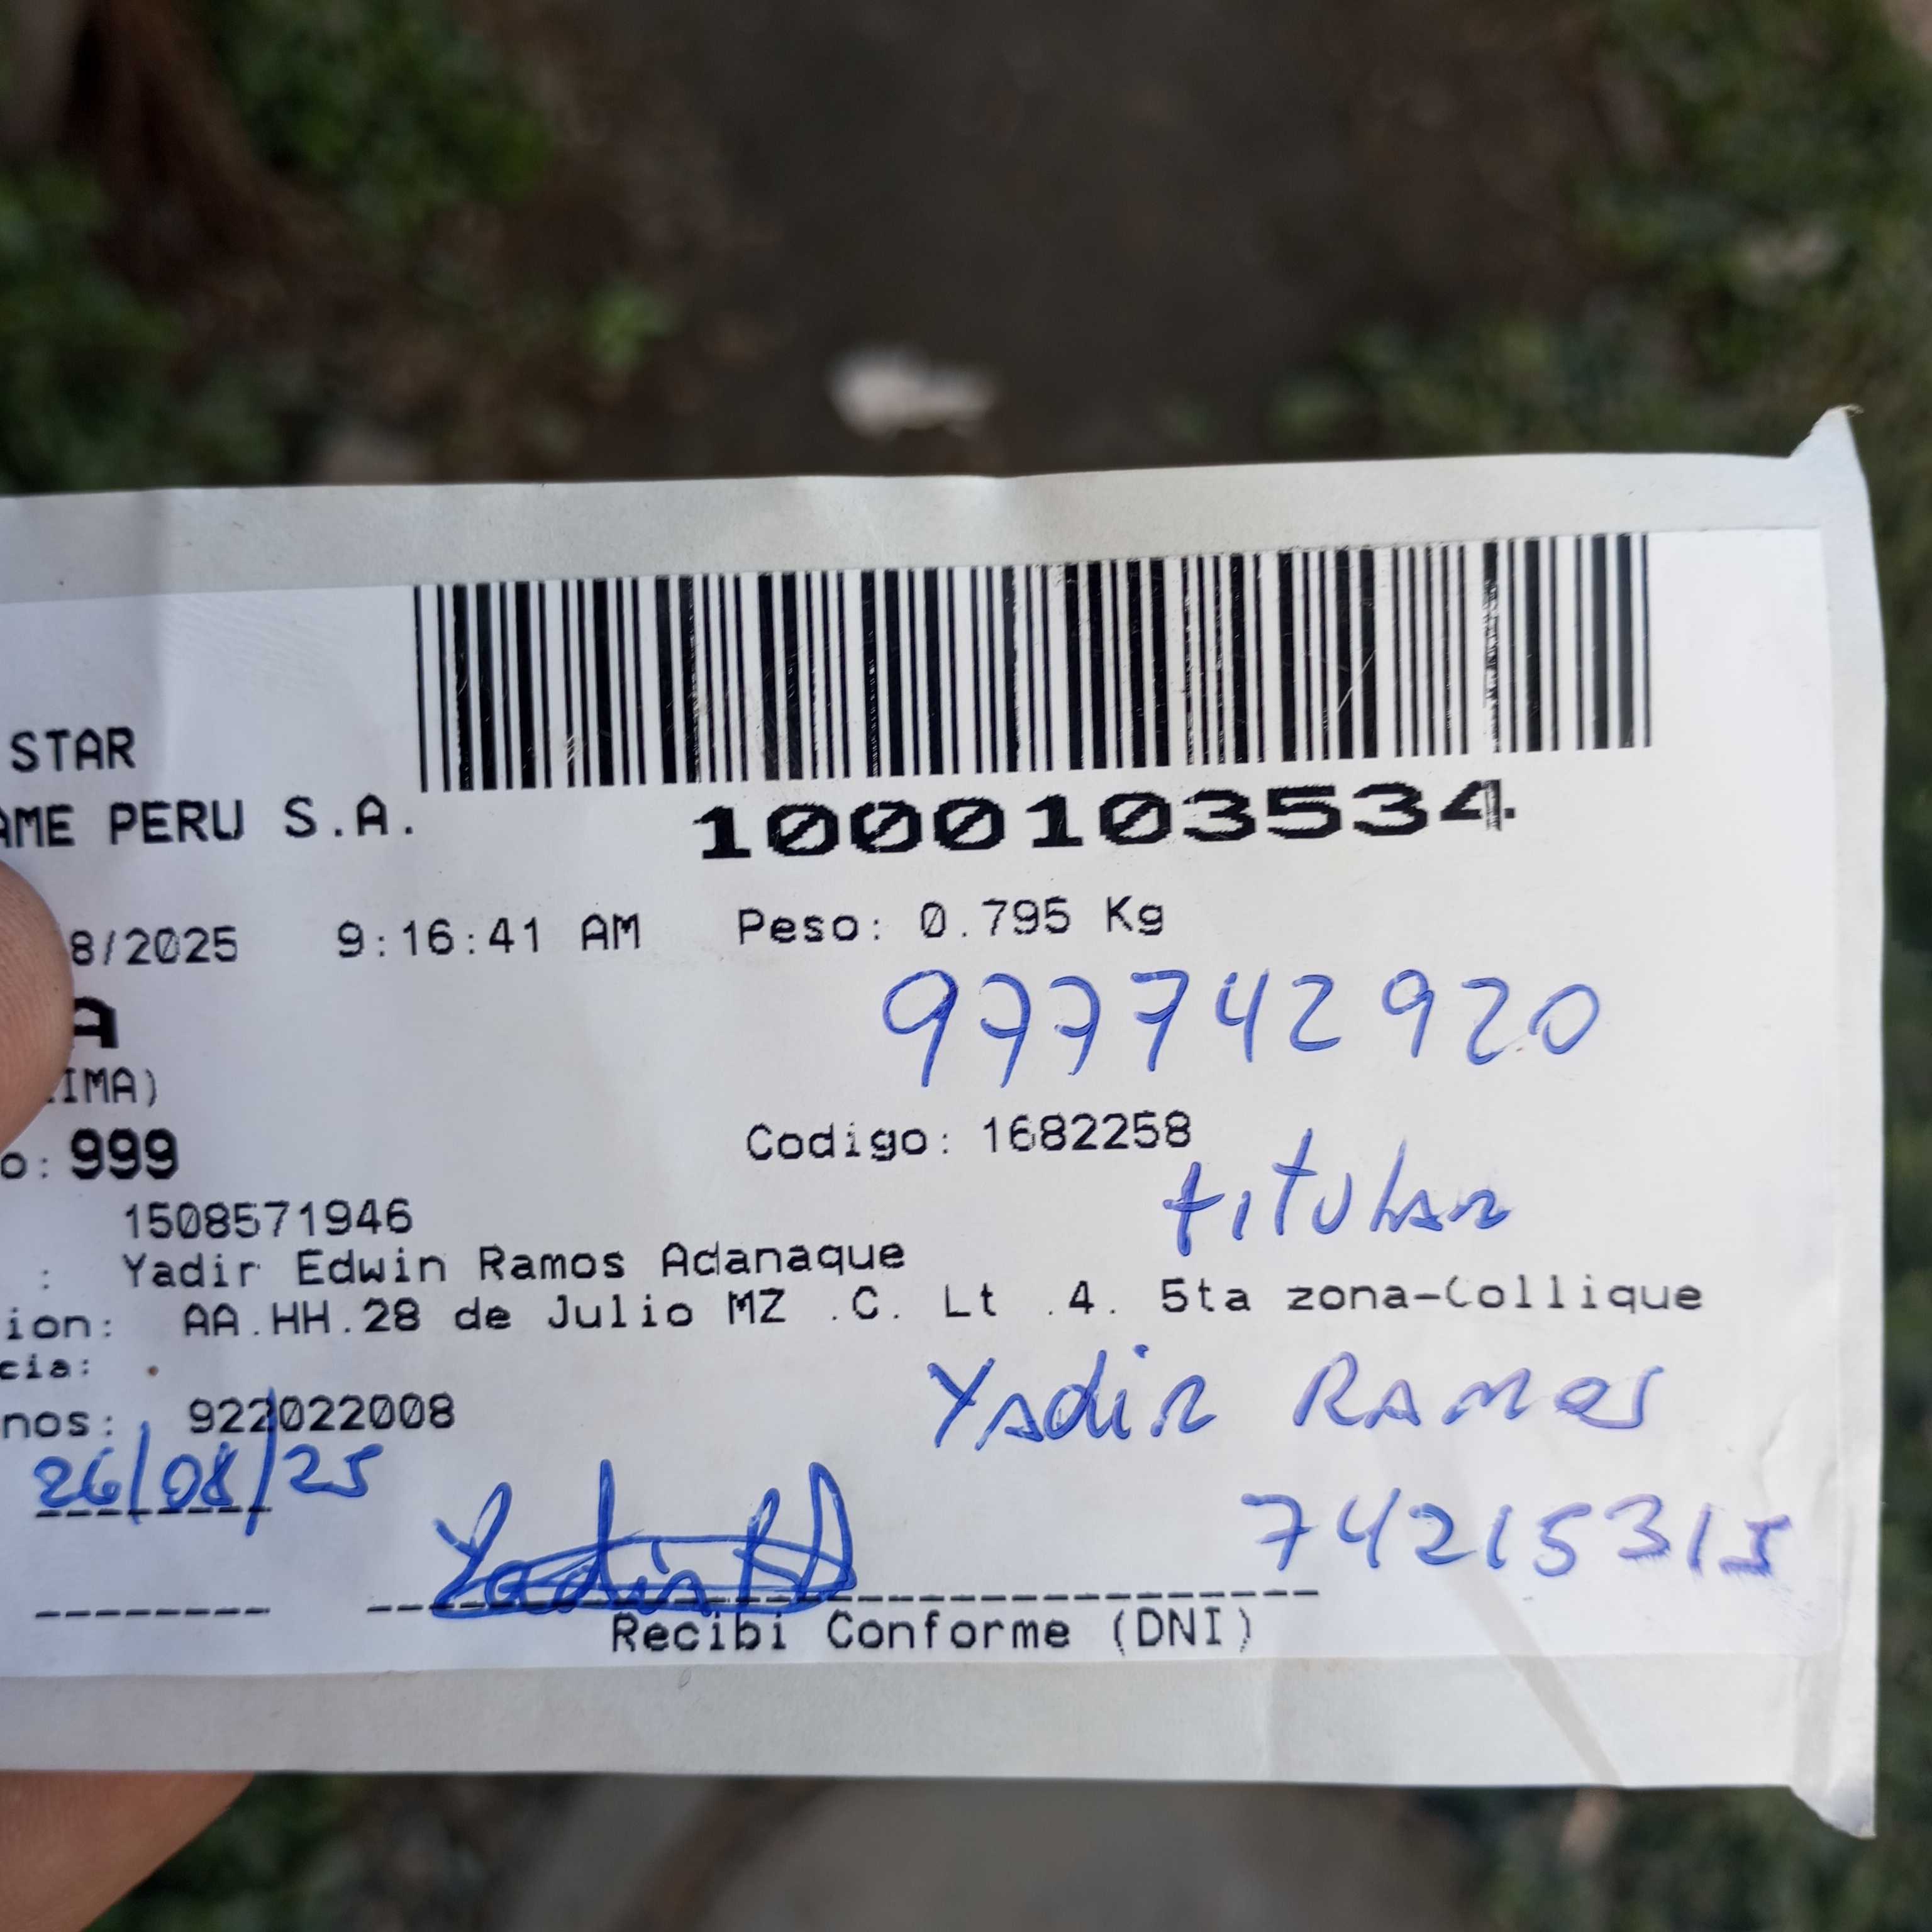 STAR
AME PERU S.A.
1000103534
8/2025 9:16:41 AM Peso: 0.795 Kg
A
977742920
IMA)
o: 999 Codigo: 1682258
titular
1508571946
: Yadir Edwin Ramos Adanaque
ion: AA.HH.28 de Julio MZ .C. Lt .4. 5ta zona-Collique
cia: .
nos: 922022008
Yadir Ramos
26/08/25
Yadir
74215315
Recibi Conforme (DNI)